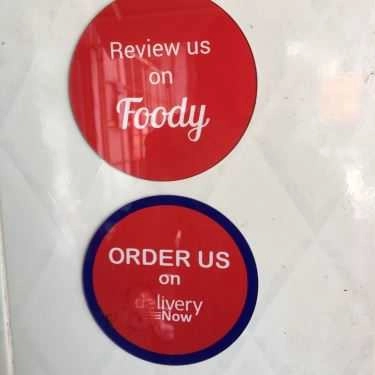 Review us
on
Foody
ORDER US
on
delivery
Now